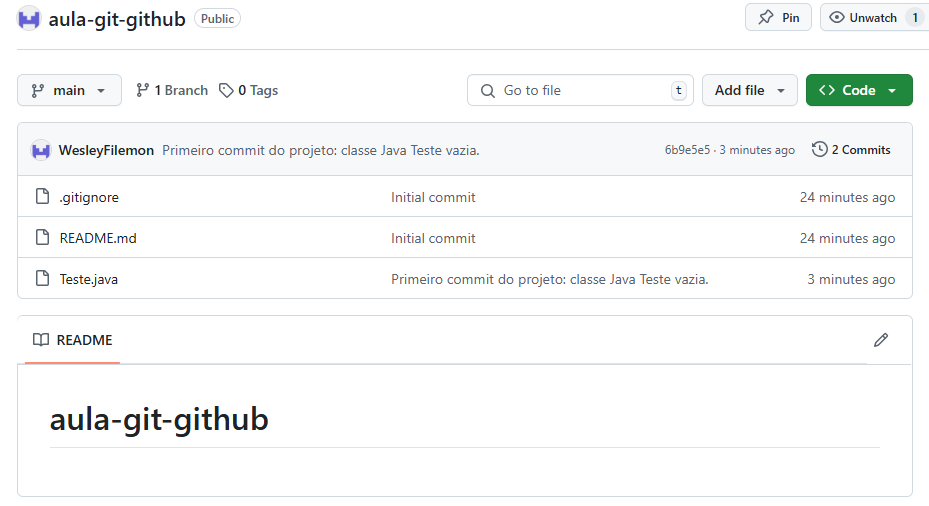 aula-git-github Public Pin Unwatch 1
main 1 Branch 0 Tags Go to file t Add file Code
WesleyFilemon Primeiro commit do projeto: classe Java Teste vazia. 6b9e5e5 · 3 minutes ago 2 Commits
.gitignore Initial commit 24 minutes ago
README.md Initial commit 24 minutes ago
Teste.java Primeiro commit do projeto: classe Java Teste vazia. 3 minutes ago
README
aula-git-github